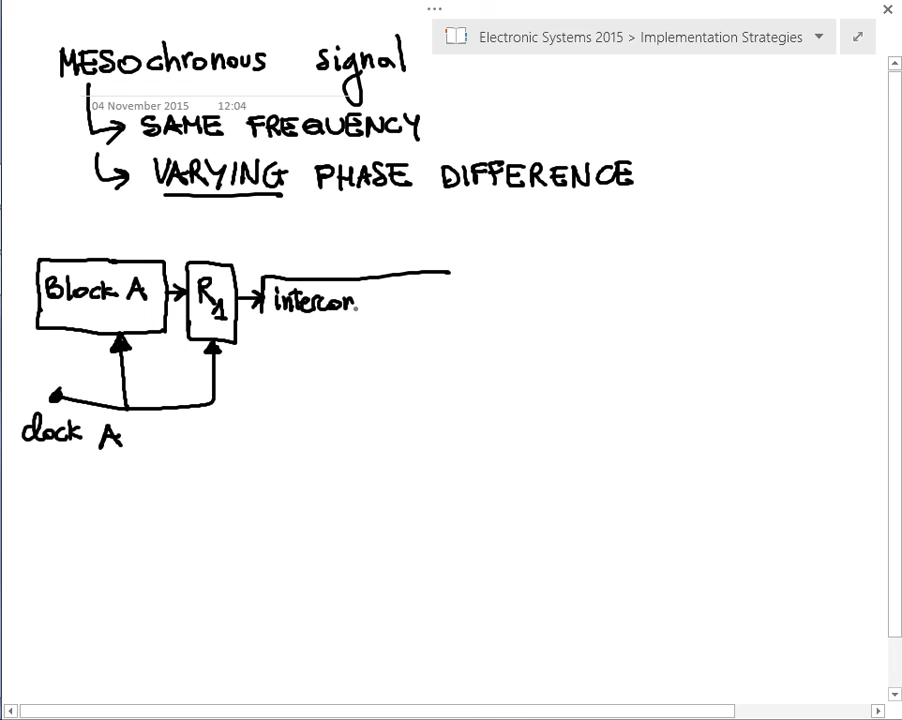 Electronic Systems 2015 > Implementation Strategies
MESochronous signal
04 November 2015 12:04
SAME FREQUENCY
VARYING PHASE DIFFERENCE
Block A
R1
intercon
clock A